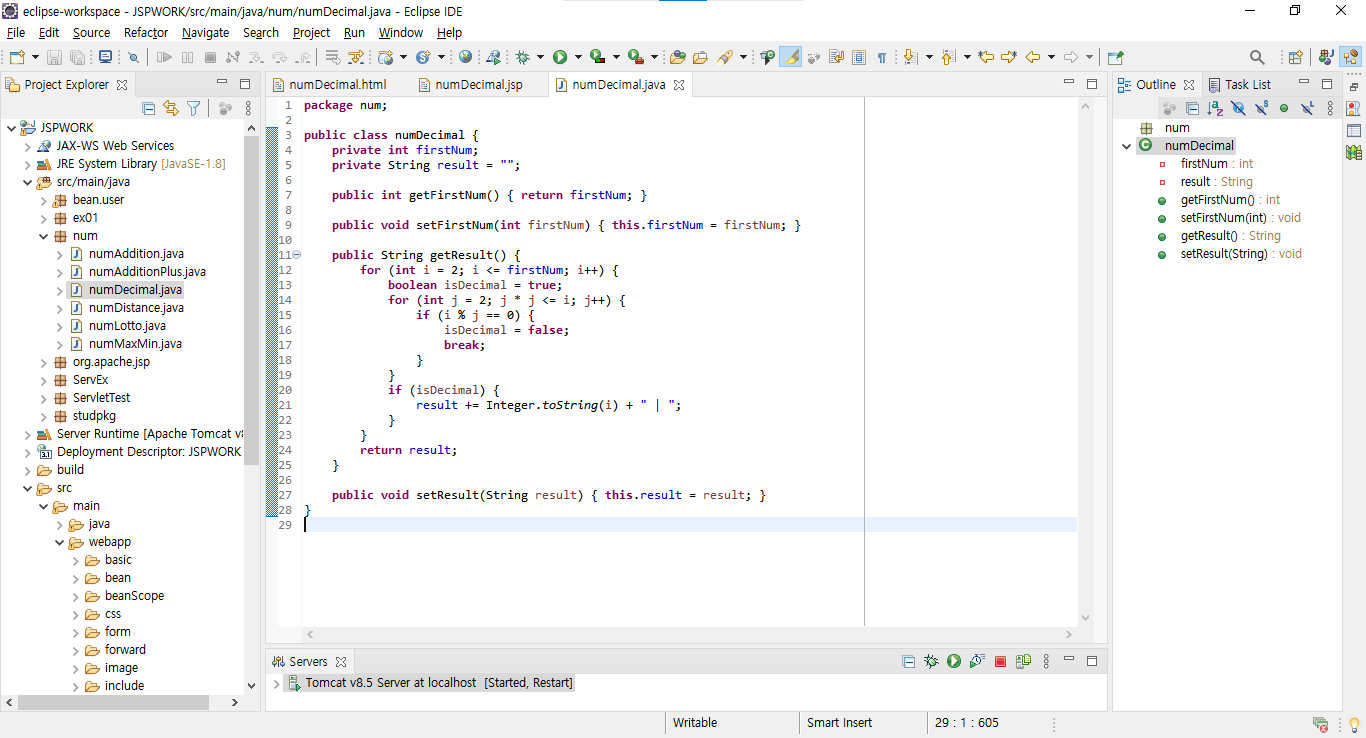 eclipse-workspace - JSPWORK/src/main/java/num/numDecimal.java - Eclipse IDE
File Edit Source Refactor Navigate Search Project Run Window Help
Project Explorer
JSPWORK
JAX-WS Web Services
JRE System Library [JavaSE-1.8]
src/main/java
bean.user
ex01
num
numAddition.java
numAdditionPlus.java
numDecimal.java
numDistance.java
numLotto.java
numMaxMin.java
org.apache.jsp
ServEx
ServletTest
studpkg
Server Runtime [Apache Tomcat v8
Deployment Descriptor: JSPWORK
build
src
main
java
webapp
basic
bean
beanScope
css
form
forward
image
include
numDecimal.html numDecimal.jsp numDecimal.java
1 package num;
2
3 public class numDecimal {
4     private int firstNum;
5     private String result = "";
6
7     public int getFirstNum() { return firstNum; }
8
9     public void setFirstNum(int firstNum) { this.firstNum = firstNum; }
10
11     public String getResult() {
12         for (int i = 2; i <= firstNum; i++) {
13             boolean isDecimal = true;
14             for (int j = 2; j * j <= i; j++) {
15                 if (i % j == 0) {
16                     isDecimal = false;
17                     break;
18                 }
19             }
20             if (isDecimal) {
21                 result += Integer.toString(i) + " | ";
22             }
23         }
24         return result;
25     }
26
27     public void setResult(String result) { this.result = result; }
28 }
29
Servers
Tomcat v8.5 Server at localhost [Started, Restart]
Outline Task List
num
numDecimal
firstNum : int
result : String
getFirstNum() : int
setFirstNum(int) : void
getResult() : String
setResult(String) : void
Writable Smart Insert 29 : 1 : 605